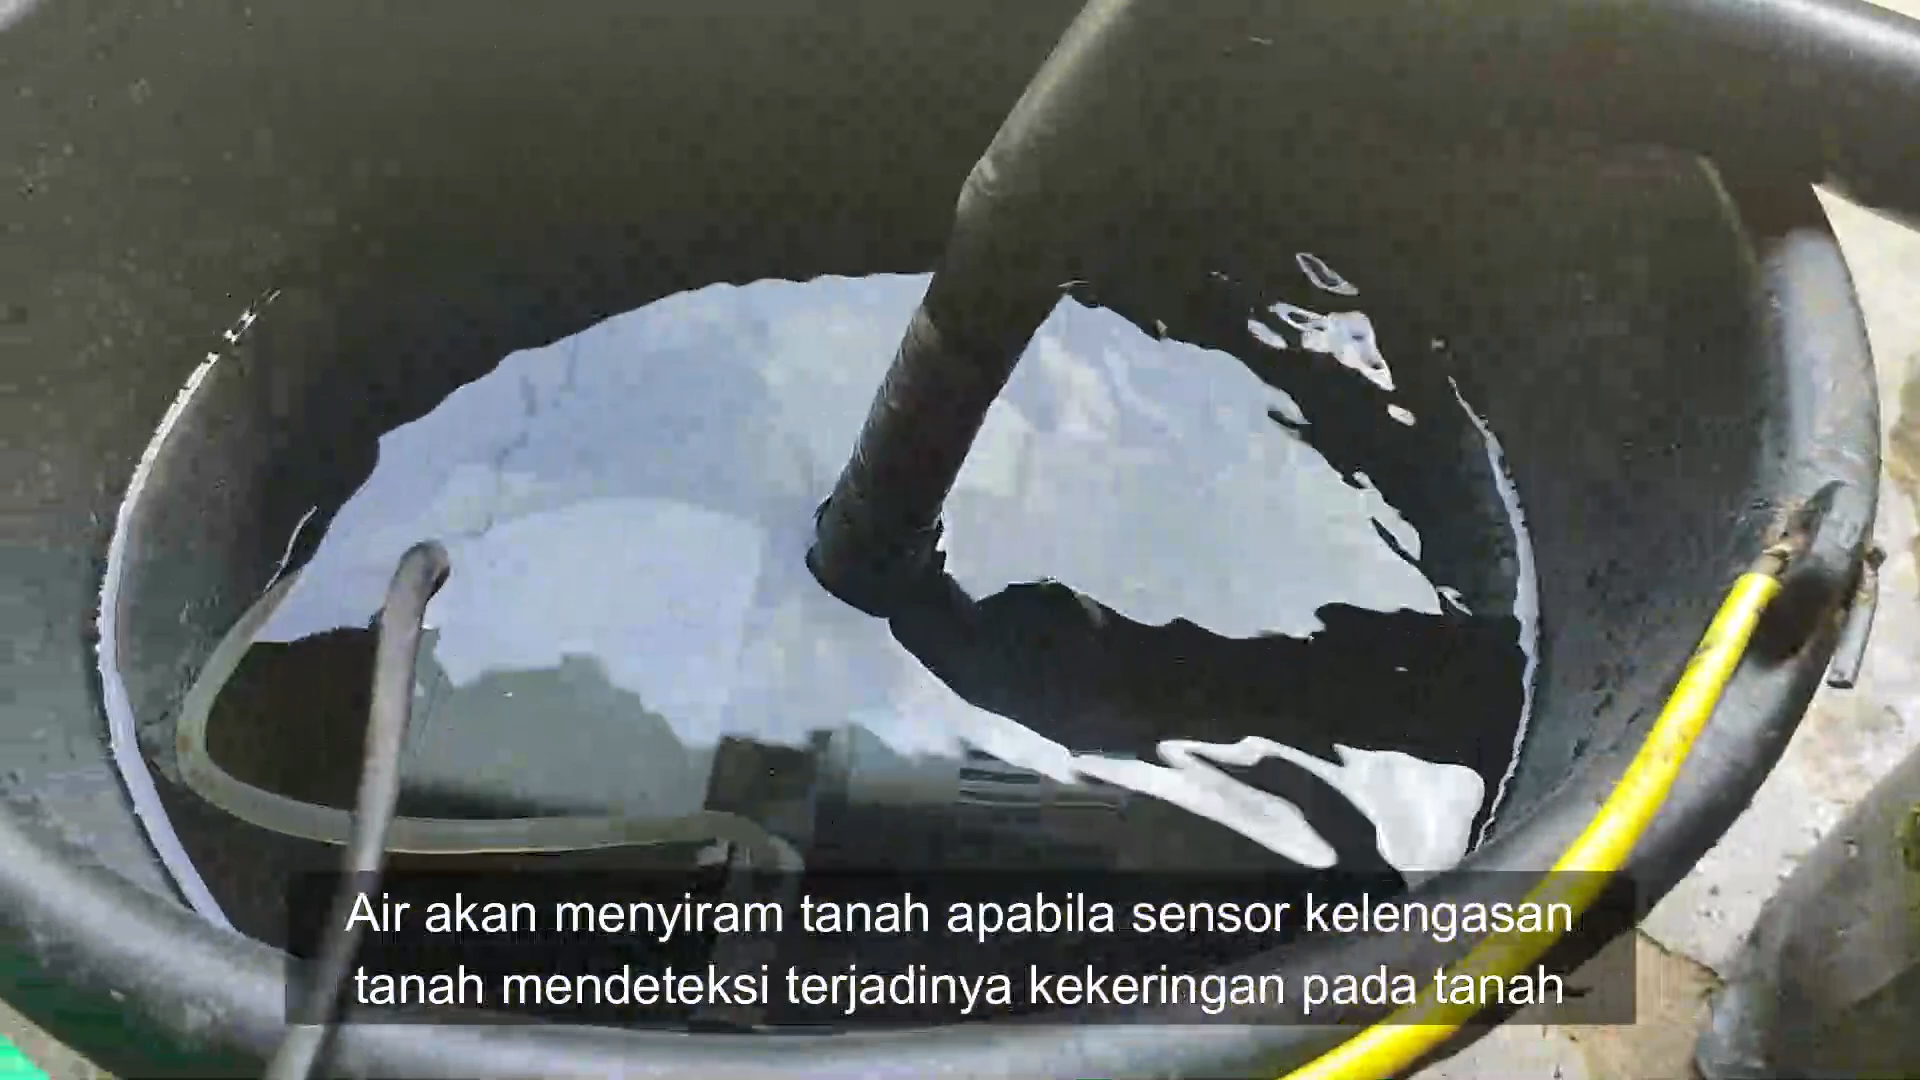 Air akan menyiram tanah apabila sensor kelengasan
tanah mendeteksi terjadinya kekeringan pada tanah